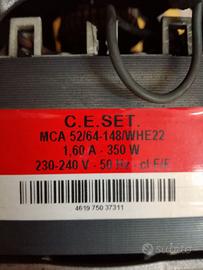 C.E.SET.
MCA 52/64-148/WHE22
1,60 A - 350 W
230-240 V - 50 Hz - cl F/F
4619 750 37311
subito